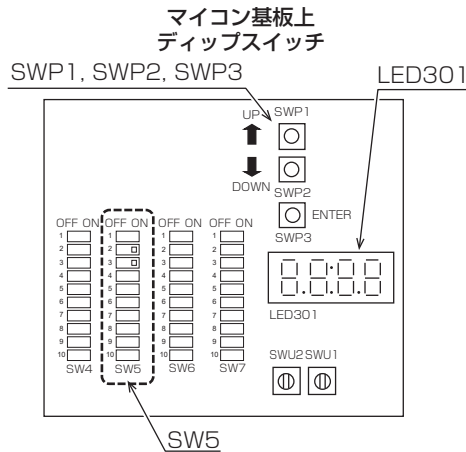 マイコン基板上
ディップスイッチ
SWP1, SWP2, SWP3
LED301
UP
SWP1
DOWN
SWP2
ENTER
SWP3
OFF ON OFF ON OFF ON OFF ON
1 1 1 1
2 2 2 2
3 3 3 3
4 4 4 4
5 5 5 5
6 6 6 6
7 7 7 7
8 8 8 8
9 9 9 9
10 10 10 10
SW4 SW5 SW6 SW7
8.8:8.8
LED301
SWU2 SWU1
SW5